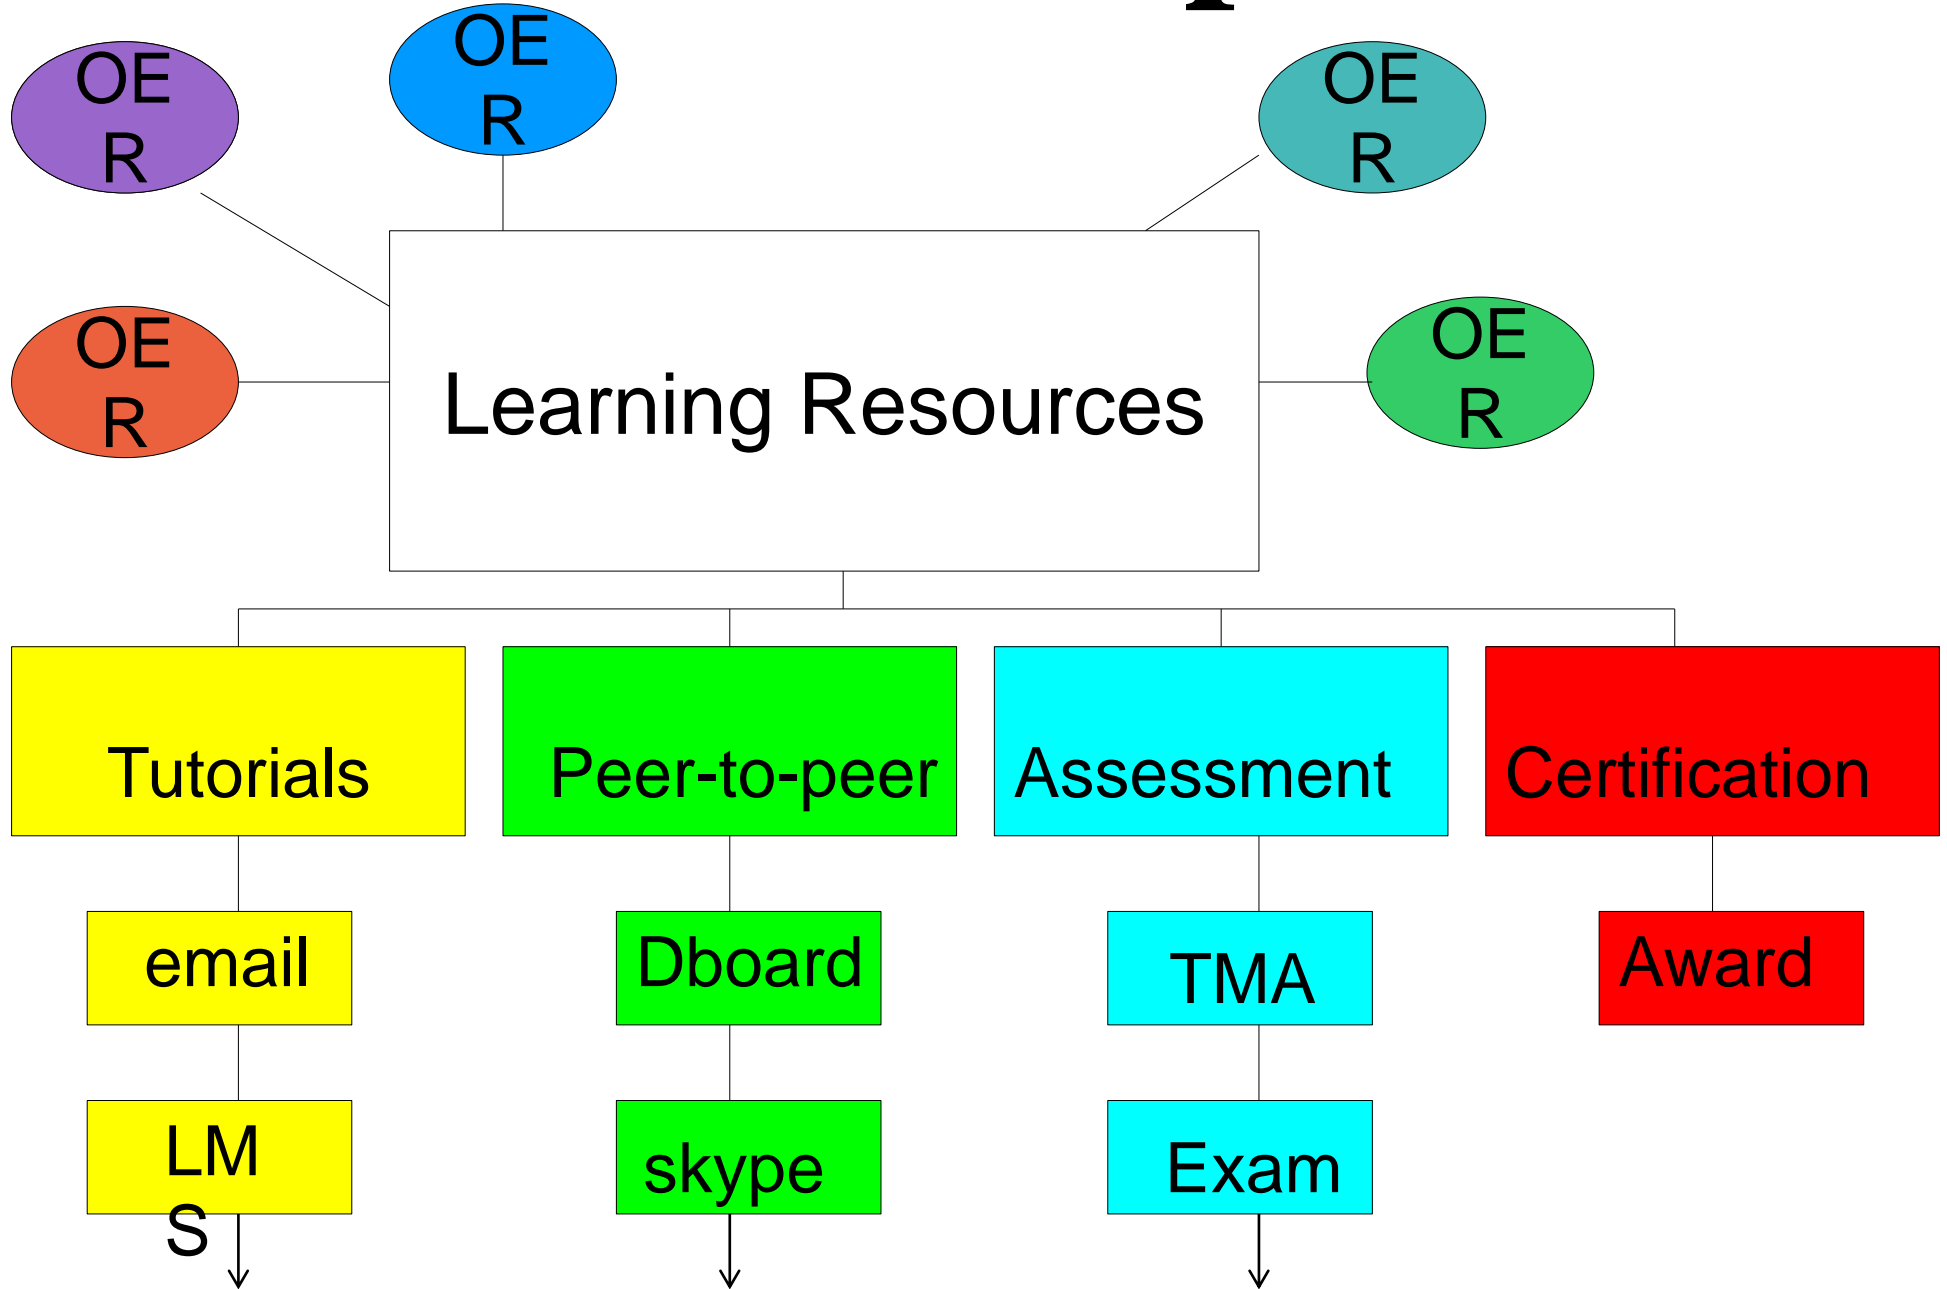 OE
R
OE
R
OE
R
OE
R
OE
R
Learning Resources
Tutorials
Peer-to-peer
Assessment
Certification
email
Dboard
TMA
Award
LM
S
skype
Exam